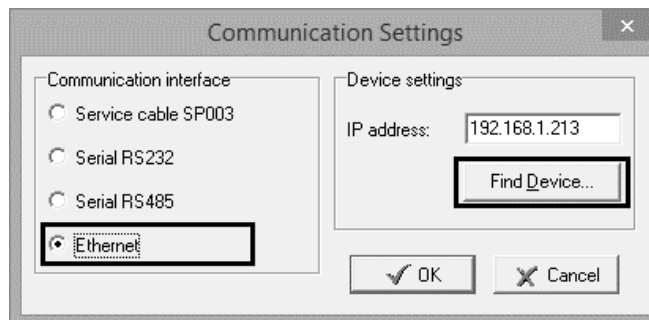 Communication Settings
Communication interface
Service cable SP003
Serial RS232
Serial RS485
Ethernet
Device settings
IP address: 192.168.1.213
Find Device...
OK
Cancel